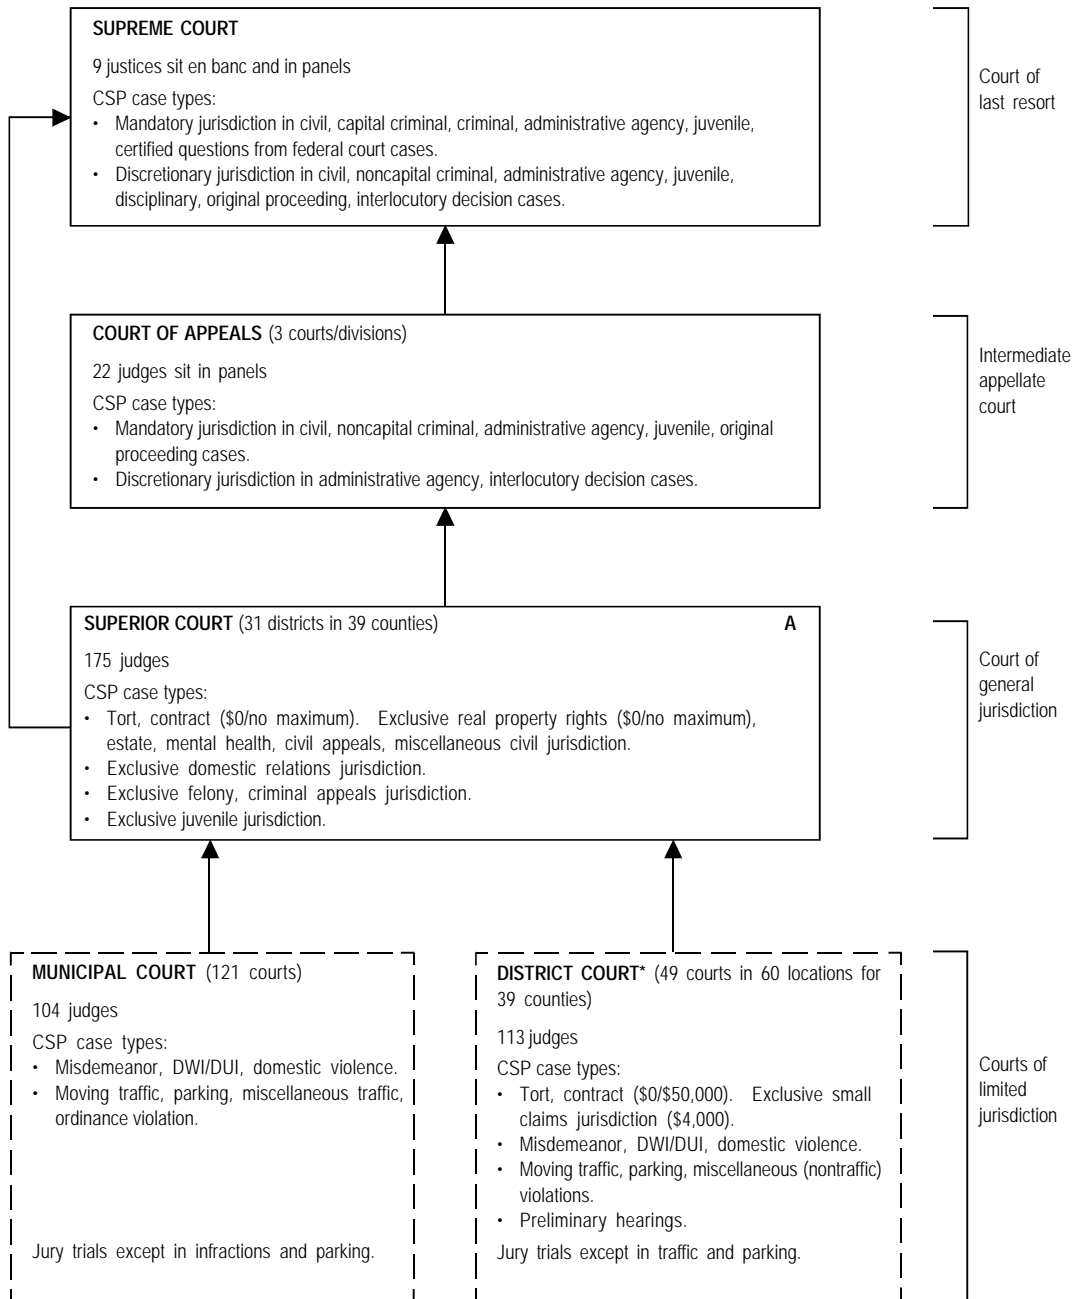 SUPREME COURT
9 justices sit en banc and in panels
CSP case types:
• Mandatory jurisdiction in civil, capital criminal, criminal, administrative agency, juvenile,
certified questions from federal court cases.
• Discretionary jurisdiction in civil, noncapital criminal, administrative agency, juvenile,
disciplinary, original proceeding, interlocutory decision cases.
Court of
last resort
COURT OF APPEALS (3 courts/divisions)
22 judges sit in panels
CSP case types:
• Mandatory jurisdiction in civil, noncapital criminal, administrative agency, juvenile, original
proceeding cases.
• Discretionary jurisdiction in administrative agency, interlocutory decision cases.
Intermediate
appellate
court
SUPERIOR COURT (31 districts in 39 counties) A
175 judges
CSP case types:
• Tort, contract ($0/no maximum). Exclusive real property rights ($0/no maximum),
estate, mental health, civil appeals, miscellaneous civil jurisdiction.
• Exclusive domestic relations jurisdiction.
• Exclusive felony, criminal appeals jurisdiction.
• Exclusive juvenile jurisdiction.
Court of
general
jurisdiction
MUNICIPAL COURT (121 courts)
104 judges
CSP case types:
• Misdemeanor, DWI/DUI, domestic violence.
• Moving traffic, parking, miscellaneous traffic,
ordinance violation.
Jury trials except in infractions and parking.
DISTRICT COURT* (49 courts in 60 locations for
39 counties)
113 judges
CSP case types:
• Tort, contract ($0/$50,000). Exclusive small
claims jurisdiction ($4,000).
• Misdemeanor, DWI/DUI, domestic violence.
• Moving traffic, parking, miscellaneous (nontraffic)
violations.
• Preliminary hearings.
Jury trials except in traffic and parking.
Courts of
limited
jurisdiction